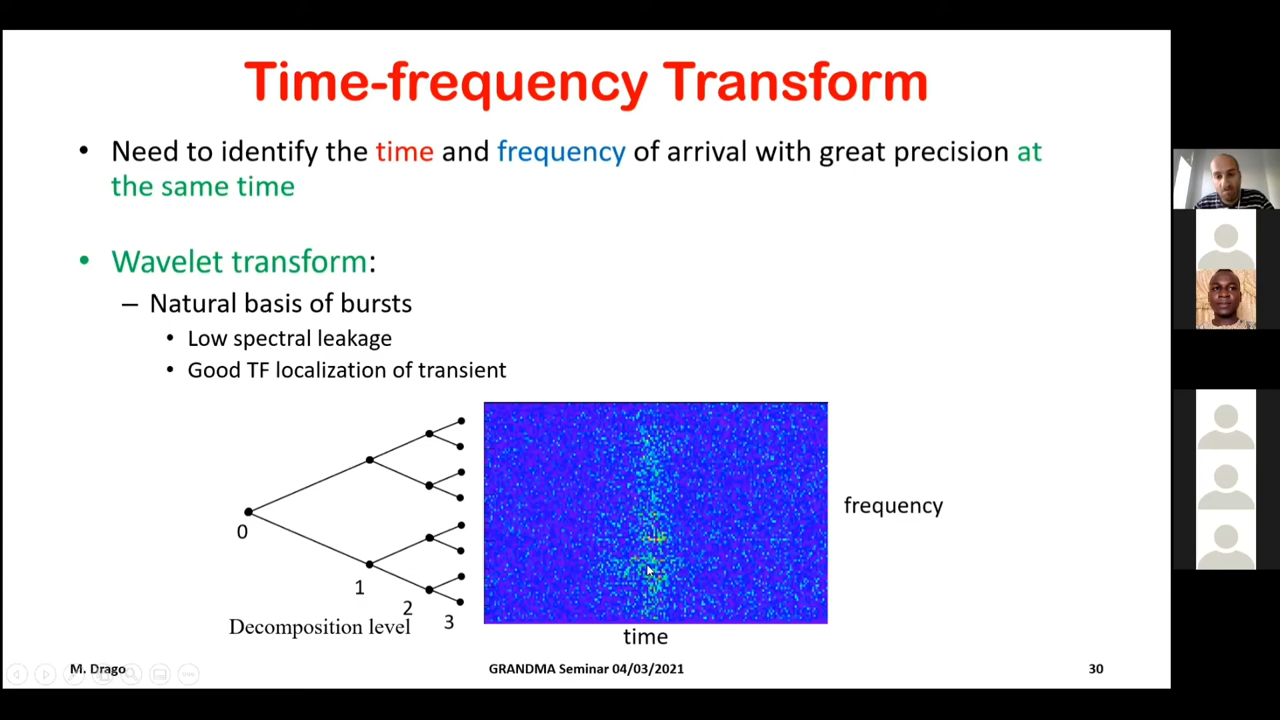 Time-frequency Transform
• Need to identify the time and frequency of arrival with great precision at
the same time
• Wavelet transform:
– Natural basis of bursts
• Low spectral leakage
• Good TF localization of transient
frequency
0
1
2
3
Decomposition level
time
M. Drago
GRANDMA Seminar 04/03/2021
30